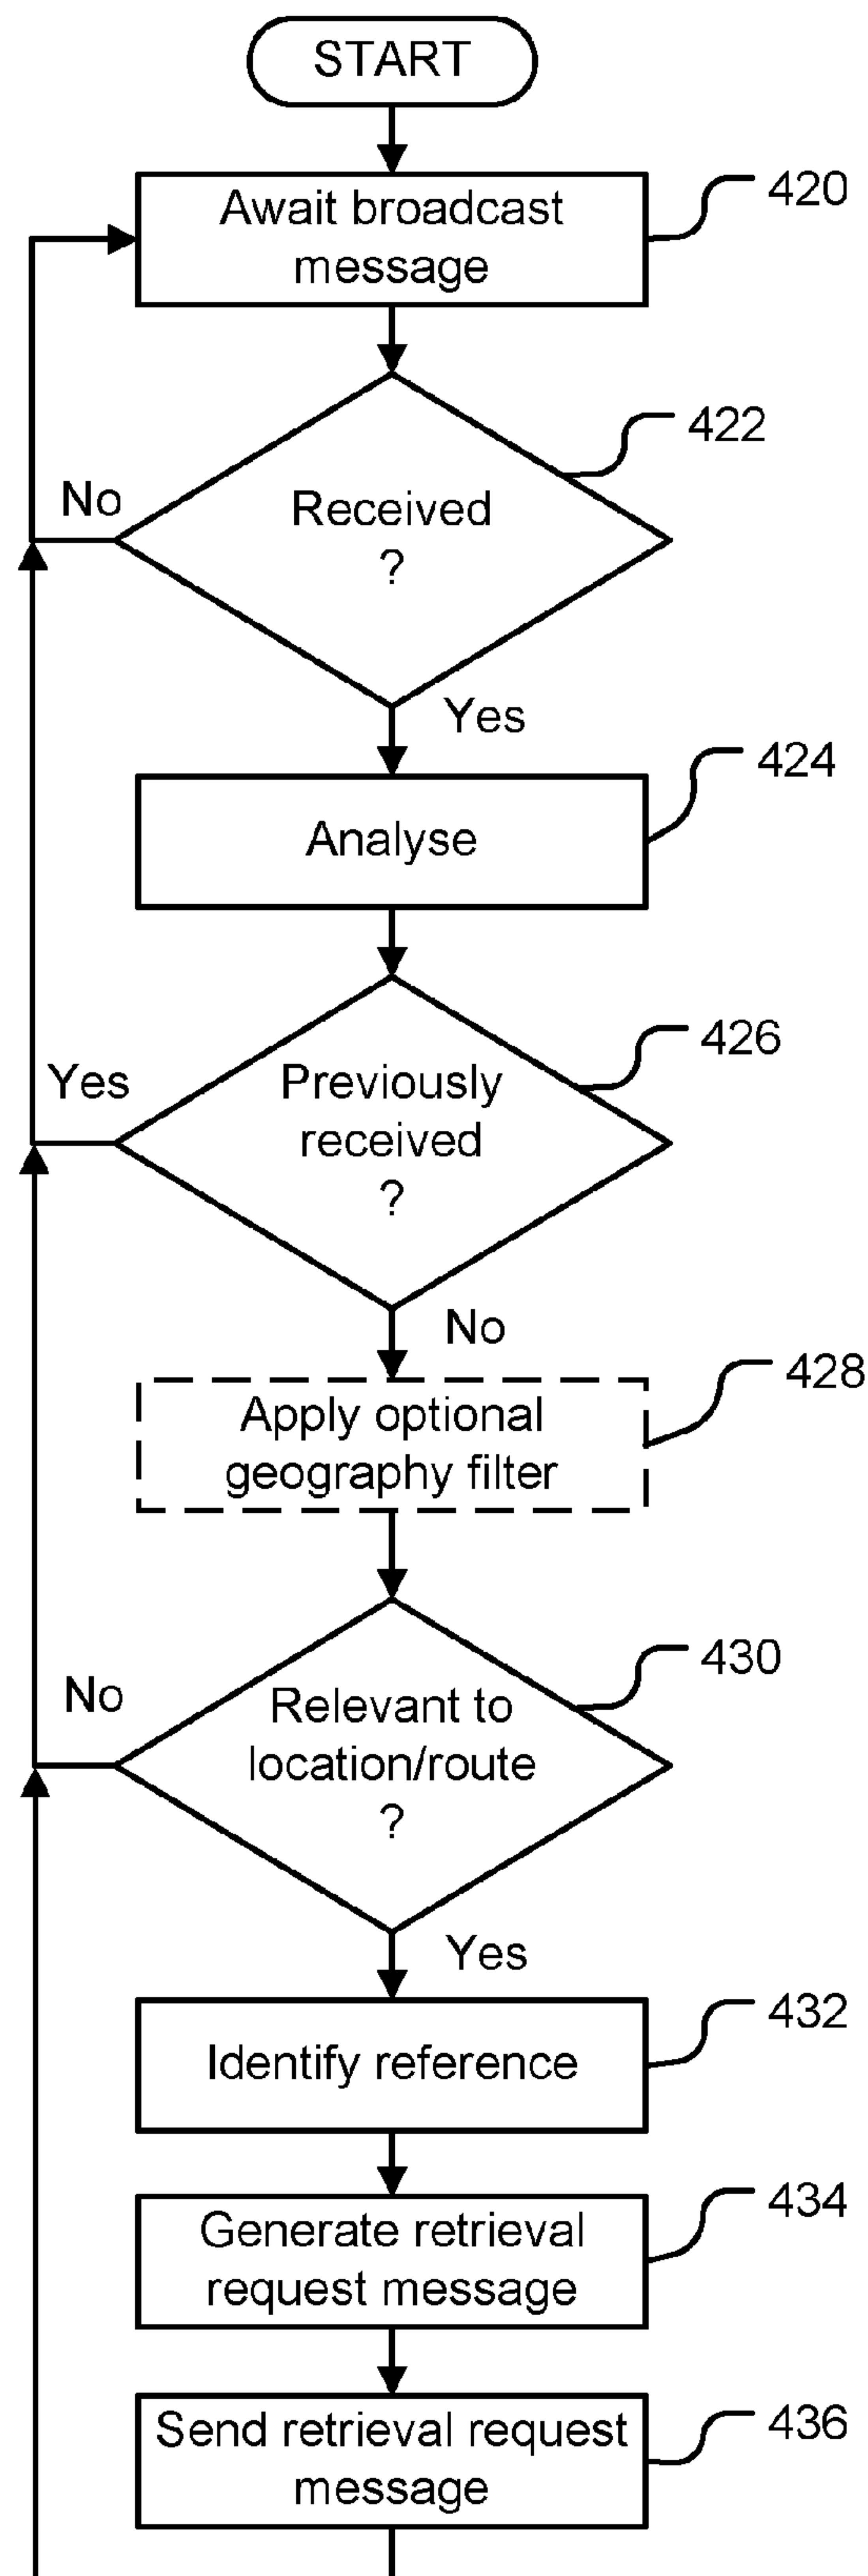 START
Await broadcast
message
420
Received
?
422
No
Yes
Analyse
424
Previously
received
?
426
Yes
No
Apply optional
geography filter
428
Relevant to
location/route
?
430
No
Yes
Identify reference
432
Generate retrieval
request message
434
Send retrieval request
message
436